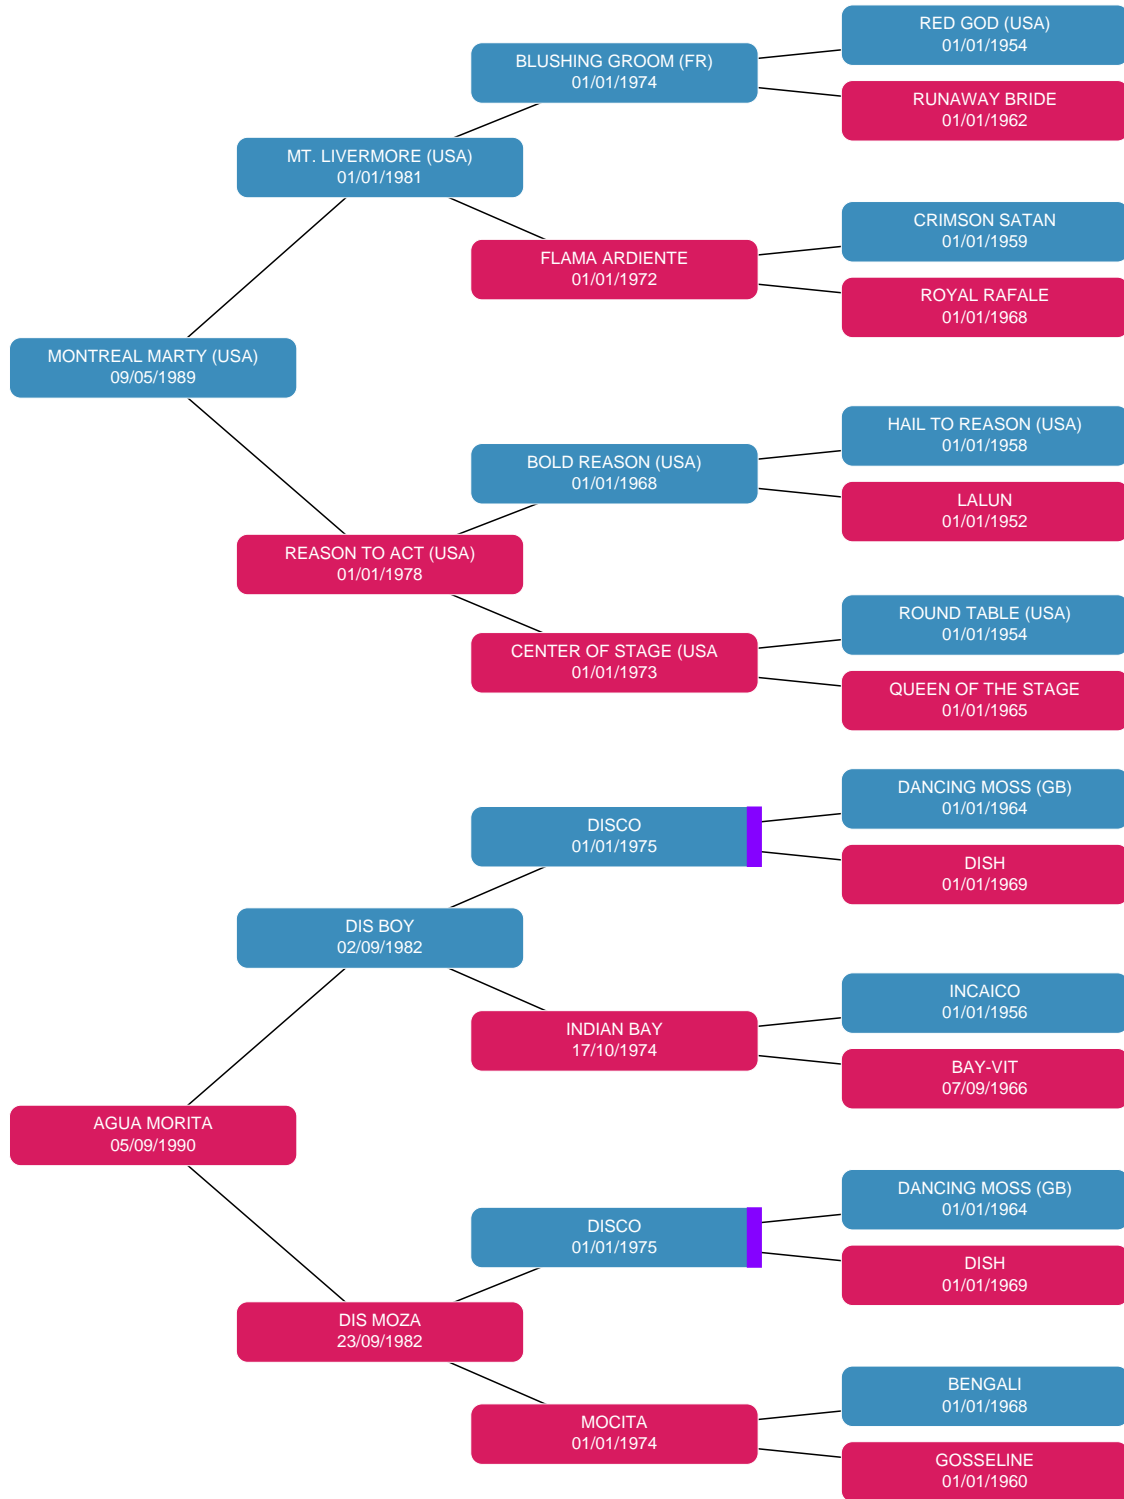 RED GOD (USA)
01/01/1954
BLUSHING GROOM (FR)
01/01/1974
RUNAWAY BRIDE
01/01/1962
MT. LIVERMORE (USA)
01/01/1981
CRIMSON SATAN
01/01/1959
FLAMA ARDIENTE
01/01/1972
ROYAL RAFALE
01/01/1968
MONTREAL MARTY (USA)
09/05/1989
HAIL TO REASON (USA)
01/01/1958
BOLD REASON (USA)
01/01/1968
LALUN
01/01/1952
REASON TO ACT (USA)
01/01/1978
ROUND TABLE (USA)
01/01/1954
CENTER OF STAGE (USA
01/01/1973
QUEEN OF THE STAGE
01/01/1965
DANCING MOSS (GB)
01/01/1964
DISCO
01/01/1975
DISH
01/01/1969
DIS BOY
02/09/1982
INCAICO
01/01/1956
INDIAN BAY
17/10/1974
BAY-VIT
07/09/1966
AGUA MORITA
05/09/1990
DANCING MOSS (GB)
01/01/1964
DISCO
01/01/1975
DISH
01/01/1969
DIS MOZA
23/09/1982
BENGALI
01/01/1968
MOCITA
01/01/1974
GOSSELINE
01/01/1960